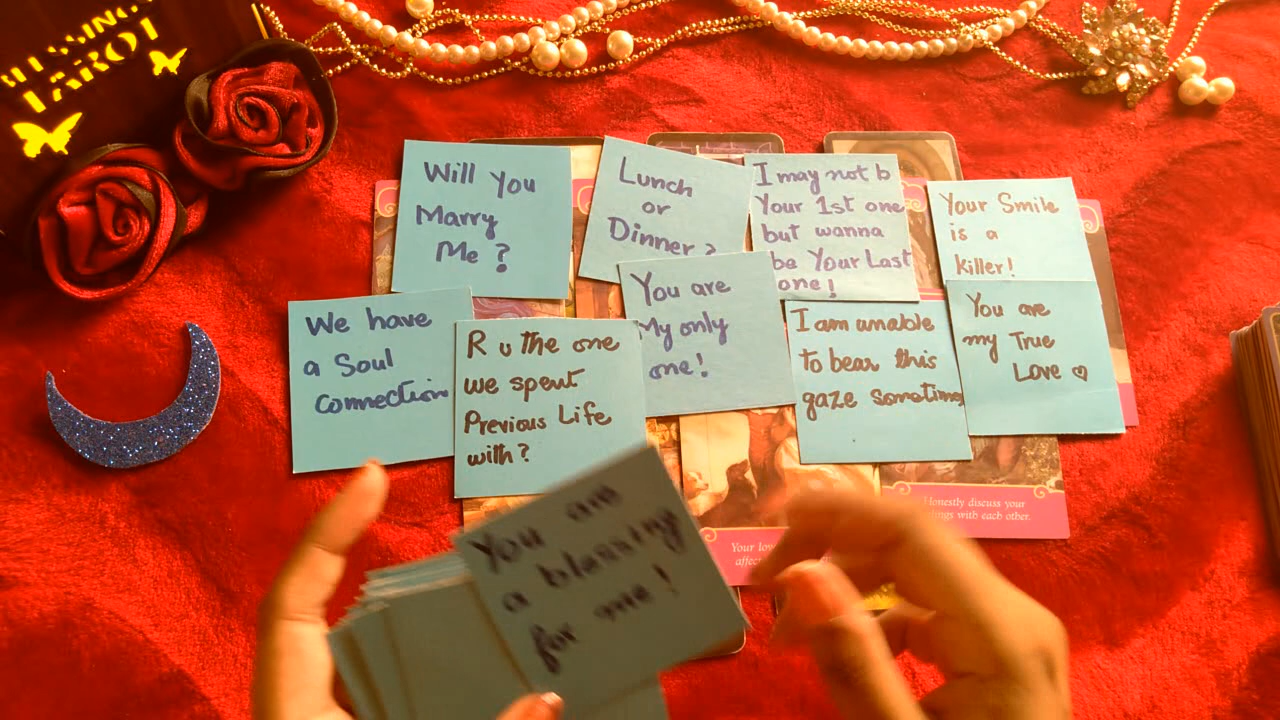 TAROT
Will You
Marry
Me ?
Lunch
or
Dinner ?
I may not b
Your 1st one
but wanna
be Your Last
one!
Your Smile
is a
killer!
We have
a Soul
Connection
R u the one
we spent
Previous Life
with?
You are
My only
one!
I am unable
to bear this
gaze sometime
You are
my True
Love ♡
You are
a blessing
for me!
Honestly discuss your
with each other.
Your